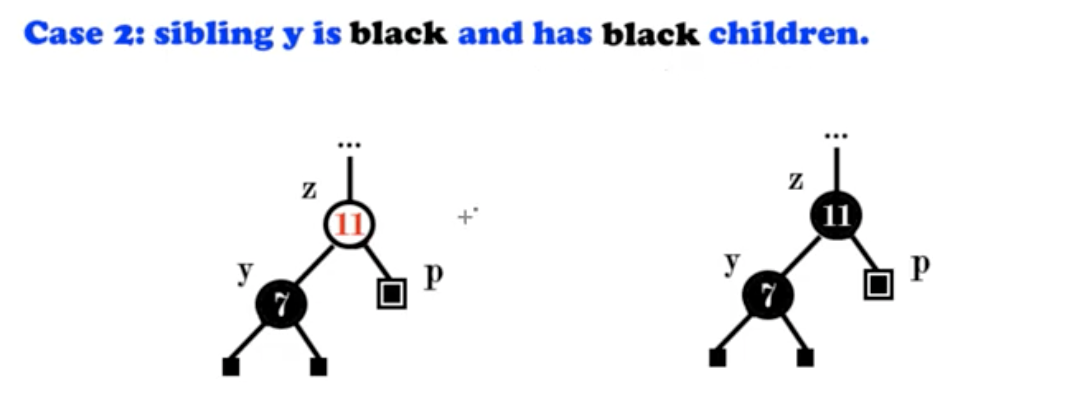 Case 2: sibling y is black and has black children.
...
z
11
y
p
7
...
z
11
y
p
7